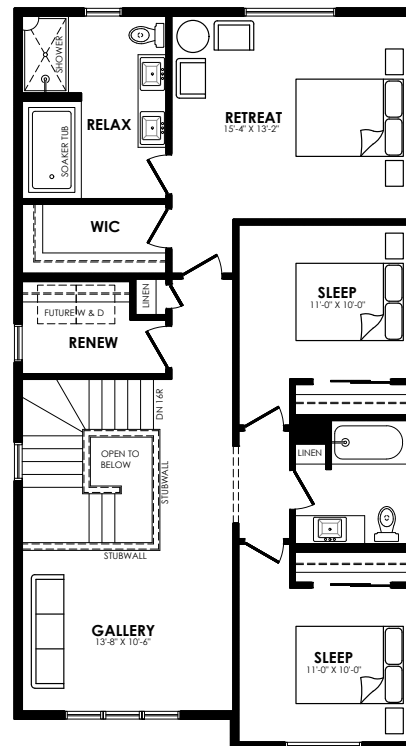 SHOWER
SOAKER TUB
RELAX
RETREAT
15'-4" X 13'-2"
WIC
LINEN
FUTURE W & D
RENEW
SLEEP
11'-0" X 10'-0"
DN 16R
OPEN TO
BELOW
STUBWALL
STUBWALL
LINEN
GALLERY
13'-8" X 10'-6"
SLEEP
11'-0" X 10'-0"